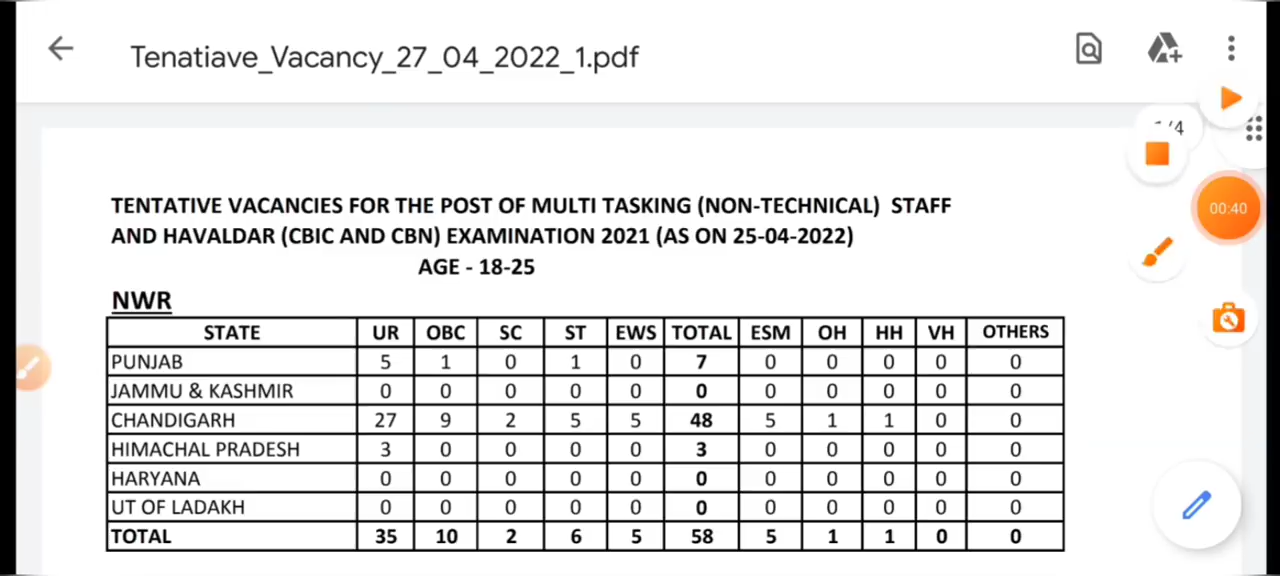 Tenatiave_Vacancy_27_04_2022_1.pdf
/4
00:40
TENTATIVE VACANCIES FOR THE POST OF MULTI TASKING (NON-TECHNICAL) STAFF
AND HAVALDAR (CBIC AND CBN) EXAMINATION 2021 (AS ON 25-04-2022)
AGE - 18-25
NWR
STATE UR OBC SC ST EWS TOTAL ESM OH HH VH OTHERS
PUNJAB 5 1 0 1 0 7 0 0 0 0 0
JAMMU & KASHMIR 0 0 0 0 0 0 0 0 0 0 0
CHANDIGARH 27 9 2 5 5 48 5 1 1 0 0
HIMACHAL PRADESH 3 0 0 0 0 3 0 0 0 0 0
HARYANA 0 0 0 0 0 0 0 0 0 0 0
UT OF LADAKH 0 0 0 0 0 0 0 0 0 0 0
TOTAL 35 10 2 6 5 58 5 1 1 0 0